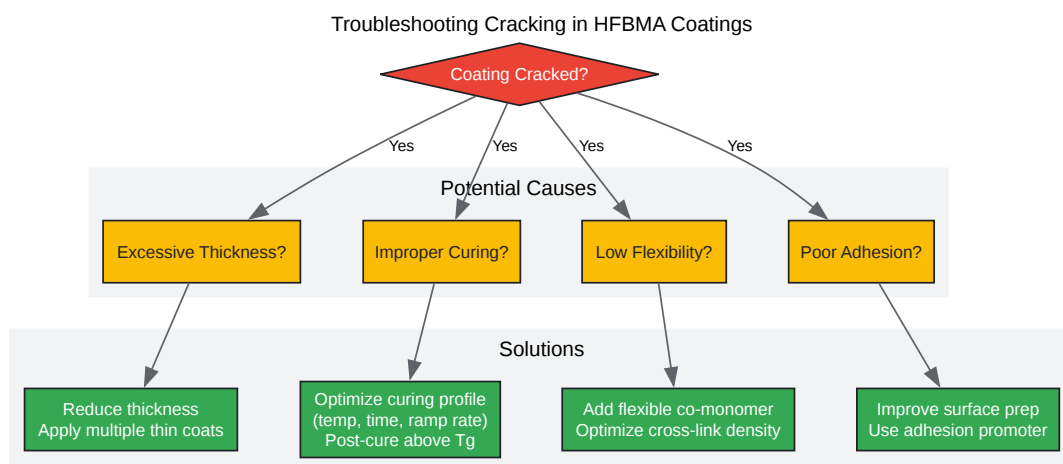 Troubleshooting Cracking in HFBMA Coatings
Coating Cracked?
Yes
Yes
Yes
Yes
Potential Causes
Excessive Thickness?
Improper Curing?
Low Flexibility?
Poor Adhesion?
Solutions
Reduce thickness
Apply multiple thin coats
Optimize curing profile
(temp, time, ramp rate)
Post-cure above Tg
Add flexible co-monomer
Optimize cross-link density
Improve surface prep
Use adhesion promoter